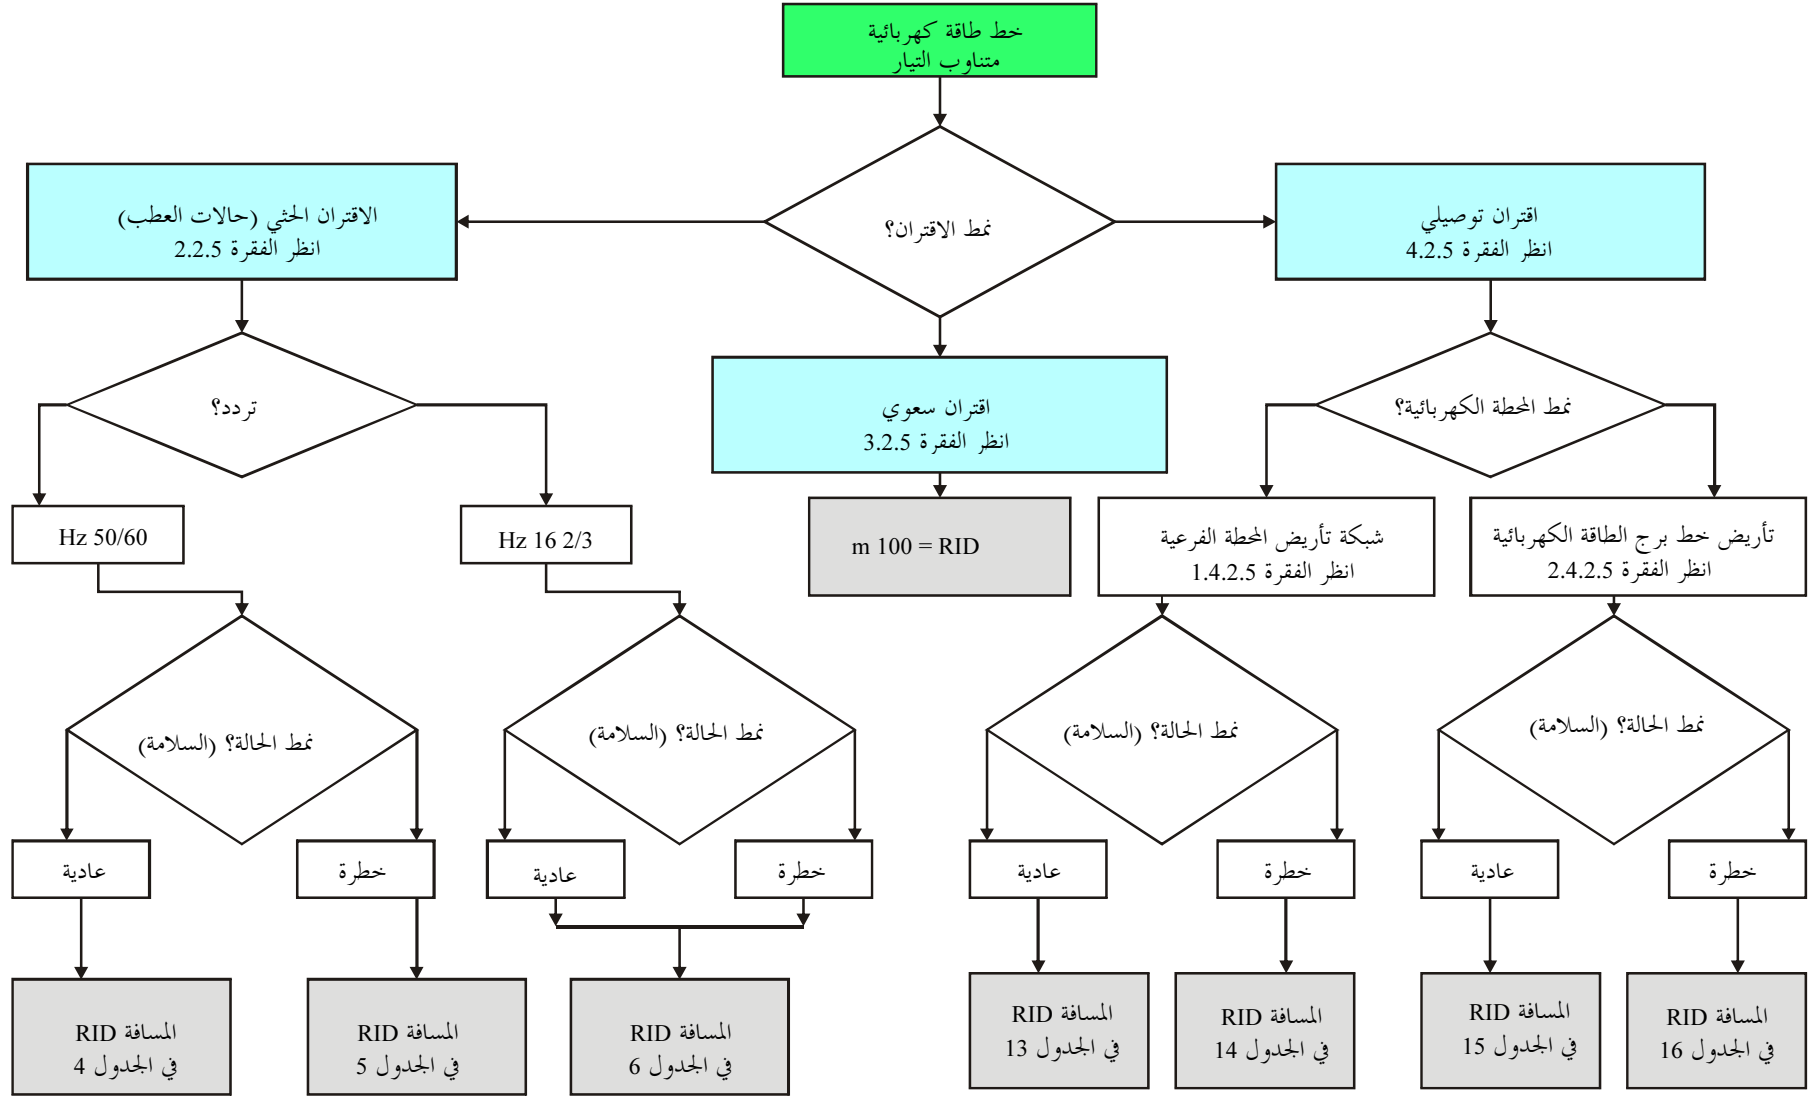 خط طاقة كهربائية
متناوب التيار
نمط الاقتران؟
اقتران توصيلي
انظر الفقرة 4.2.5
الاقتران الحثي (حالات العطب)
انظر الفقرة 2.2.5
اقتران سعوي
انظر الفقرة 3.2.5
نمط المحطة الكهربائية؟
تردد؟
تأريض خط برج الطاقة الكهربائية
انظر الفقرة 2.4.2.5
شبكة تأريض المحطة الفرعية
انظر الفقرة 1.4.2.5
m 100 = RID
Hz 16 2/3
Hz 50/60
نمط الحالة؟ (السلامة)
نمط الحالة؟ (السلامة)
نمط الحالة؟ (السلامة)
نمط الحالة؟ (السلامة)
خطرة
عادية
خطرة
عادية
خطرة
عادية
خطرة
عادية
المسافة RID
في الجدول 16
المسافة RID
في الجدول 15
المسافة RID
في الجدول 14
المسافة RID
في الجدول 13
المسافة RID
في الجدول 6
المسافة RID
في الجدول 5
المسافة RID
في الجدول 4